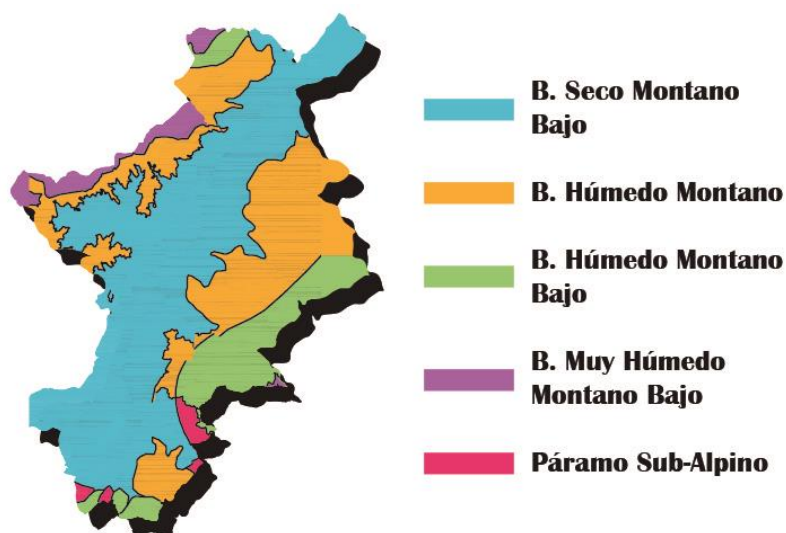 B. Seco Montano
Bajo
B. Húmedo Montano
B. Húmedo Montano
Bajo
B. Muy Húmedo
Montano Bajo
Páramo Sub-Alpino